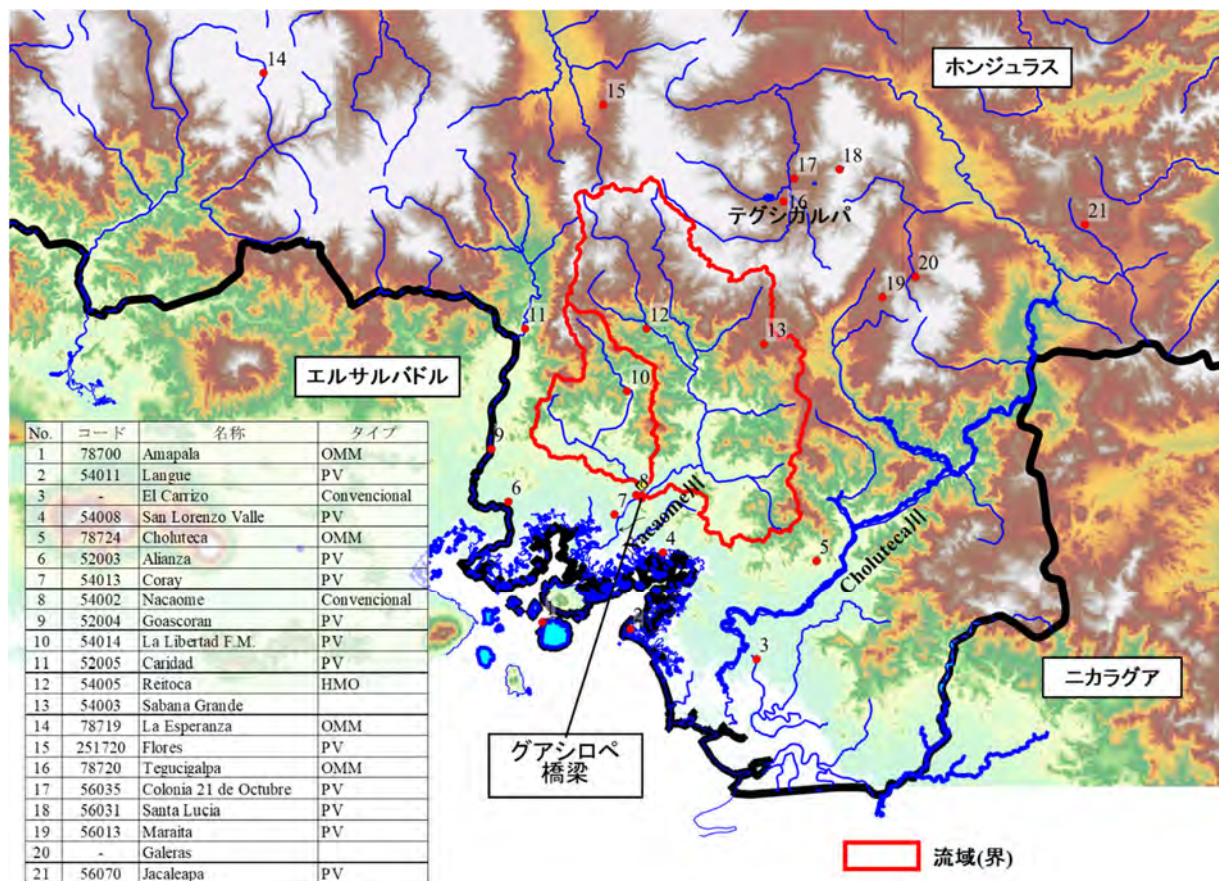 ホンジュラス
14
15
17
18
16
テグシガルパ
21
20
19
11
12
13
エルサルバドル
10
9
8
6
7
Nacaome川
4
5
Choluteca川
1
2
3
ニカラグア
グアシロペ
橋梁
流域(界)
No. コード 名称 タイプ
1 78700 Amapala OMM
2 54011 Langue PV
3 - El Carrizo Convencional
4 54008 San Lorenzo Valle PV
5 78724 Choluteca OMM
6 52003 Alianza PV
7 54013 Coray PV
8 54002 Nacaome Convencional
9 52004 Goascoran PV
10 54014 La Libertad F.M. PV
11 52005 Caridad PV
12 54005 Reitoca HMO
13 54003 Sabana Grande
14 78719 La Esperanza OMM
15 251720 Flores PV
16 78720 Tegucigalpa OMM
17 56035 Colonia 21 de Octubre PV
18 56031 Santa Lucia PV
19 56013 Maraita PV
20 - Galeras
21 56070 Jacaleapa PV